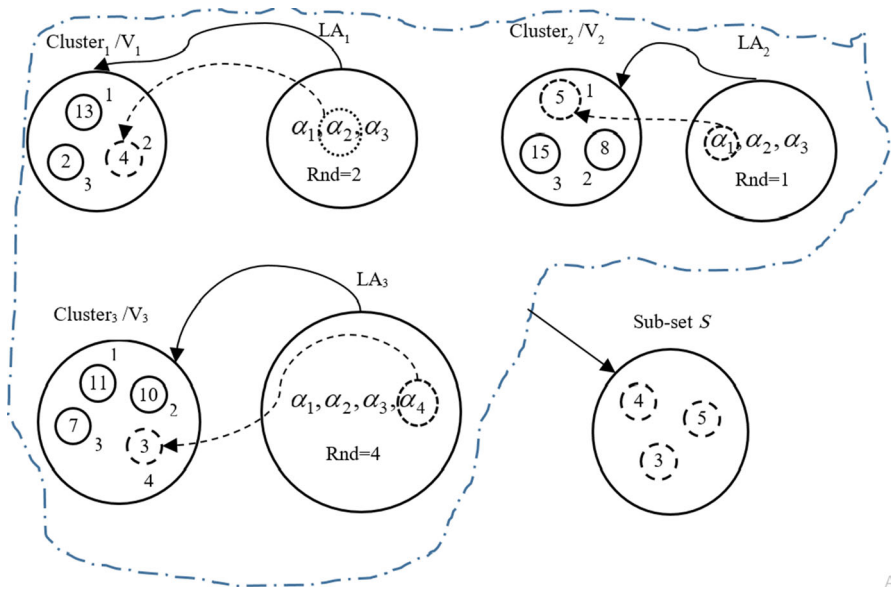 Cluster₁ /V₁
LA₁
13 1
4 2
2 3
α₁, α₂, α₃
Rnd=2
Cluster₂ /V₂
LA₂
5 1
15 8
3 2
α₁, α₂, α₃
Rnd=1
Cluster₃ /V₃
LA₃
1
11 10
2
7 3
3
4
α₁, α₂, α₃, α₄
Rnd=4
Sub-set S
4
5
3
A